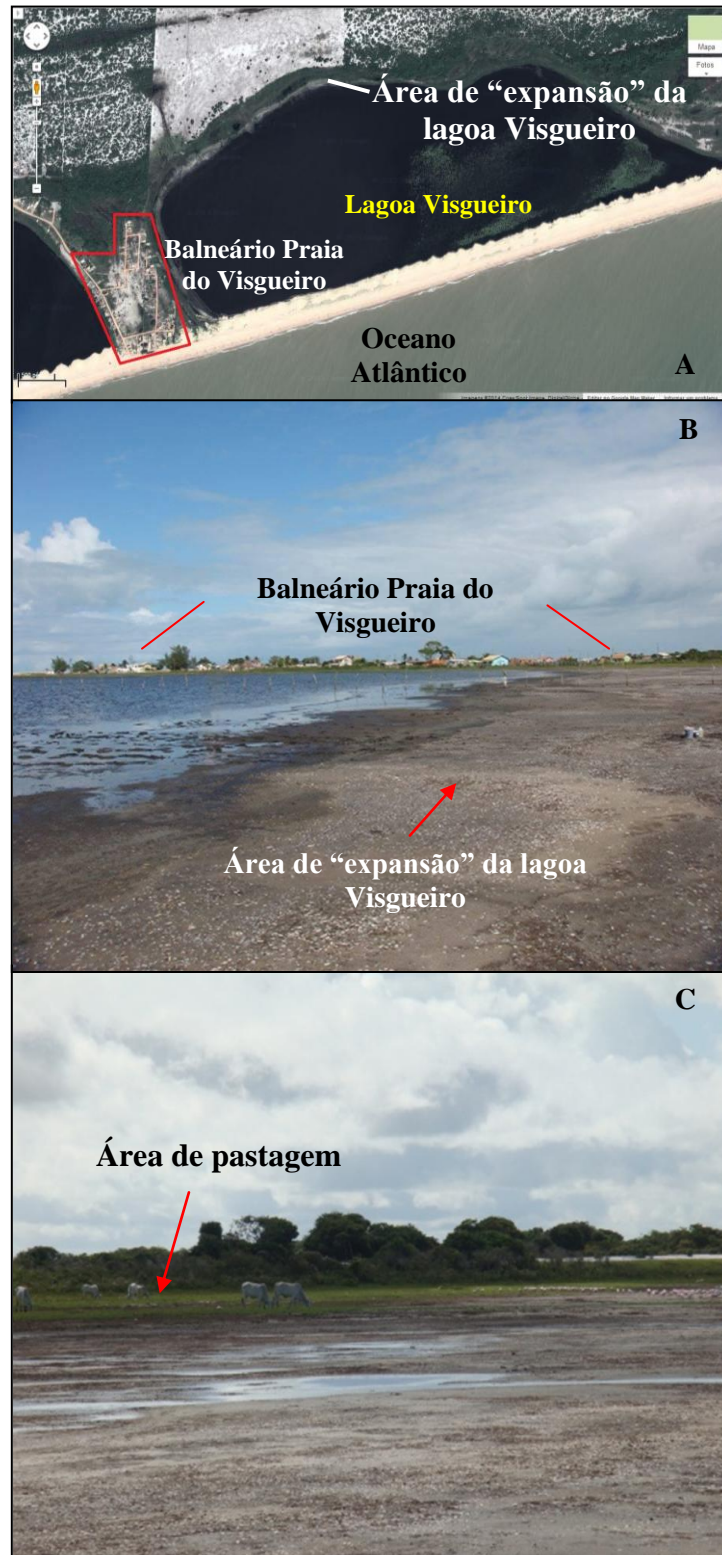 Mapa
Fotos
Área de “expansão” da
lagoa Visgueiro
Lagoa Visgueiro
Balneário Praia
do Visgueiro
Oceano
Atlântico
A
B
Balneário Praia do
Visgueiro
Área de “expansão” da lagoa
Visgueiro
C
Área de pastagem